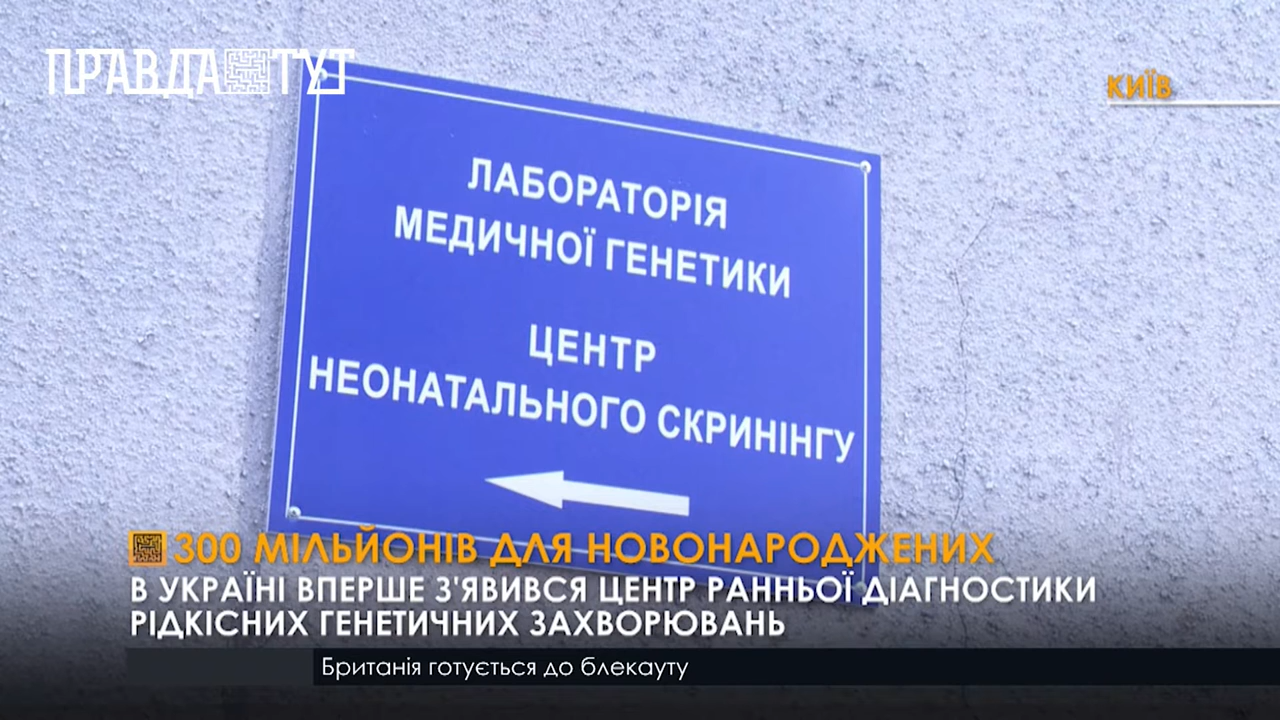 ПРАВДА ТУТ
КИЇВ
ЛАБОРАТОРІЯ
МЕДИЧНОЇ ГЕНЕТИКИ
ЦЕНТР
НЕОНАТАЛЬНОГО СКРИНІНГУ
300 МІЛЬЙОНІВ ДЛЯ НОВОНАРОДЖЕНИХ
В УКРАЇНІ ВПЕРШЕ З'ЯВИВСЯ ЦЕНТР РАННЬОЇ ДІАГНОСТИКИ
РІДКІСНИХ ГЕНЕТИЧНИХ ЗАХВОРЮВАНЬ
Британія готується до блекауту